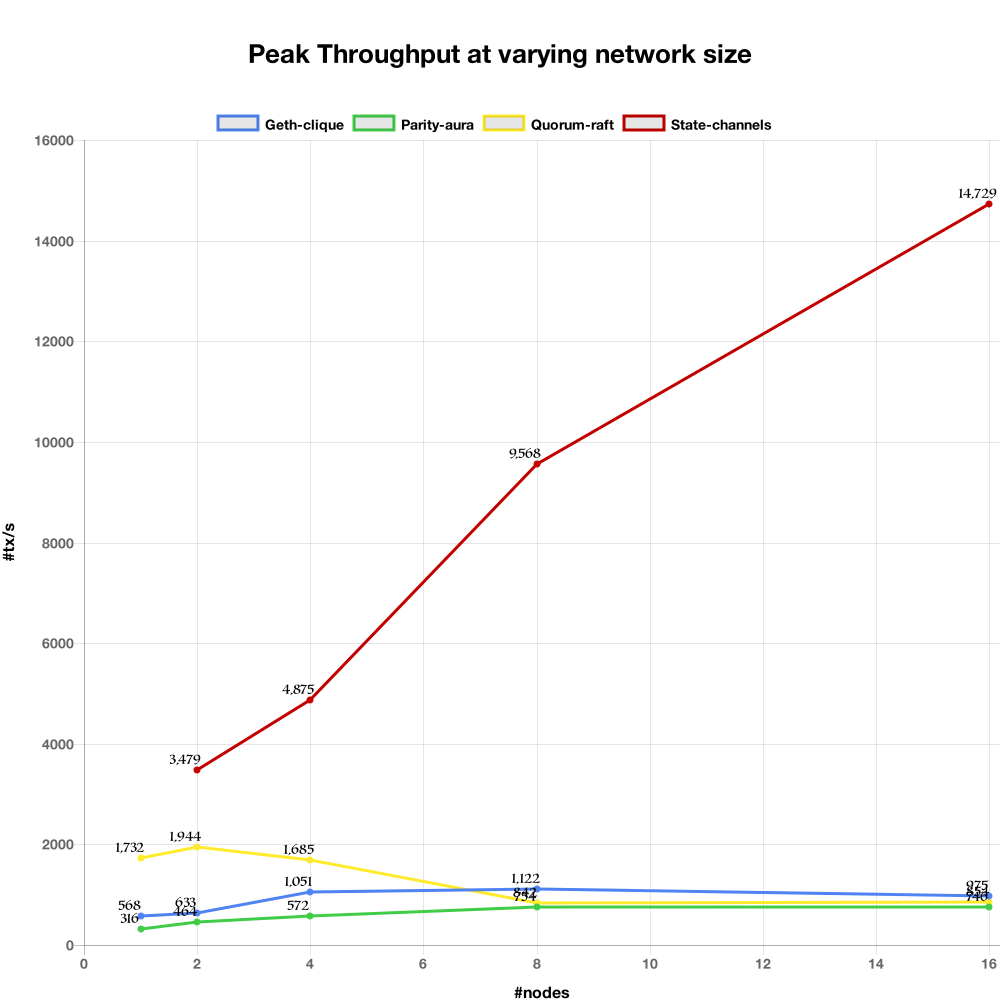 Peak Throughput at varying network size
Geth-clique Parity-aura Quorum-raft State-channels
16000
14,729
14000
12000
10000
9,568
8000
#tx/s
6000
4,875
4000
3,479
2000
1,732 1,944 1,685
1,051 1,122
568 633 842 975
316 464 572 754 746
0
0 2 4 6 8 10 12 14 16
#nodes